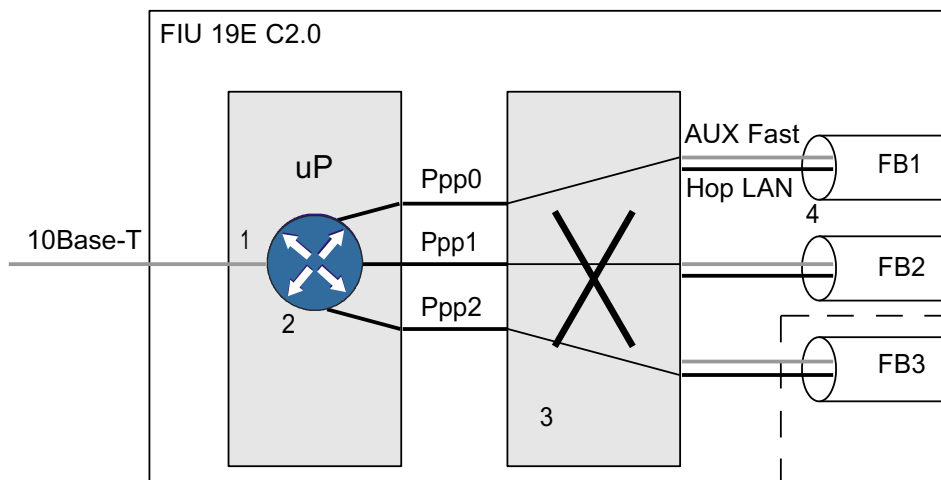 FIU 19E C2.0
uP
AUX Fast
FB1
Ppp0
Hop LAN
4
10Base-T
1
Ppp1
FB2
2
Ppp2
FB3
3